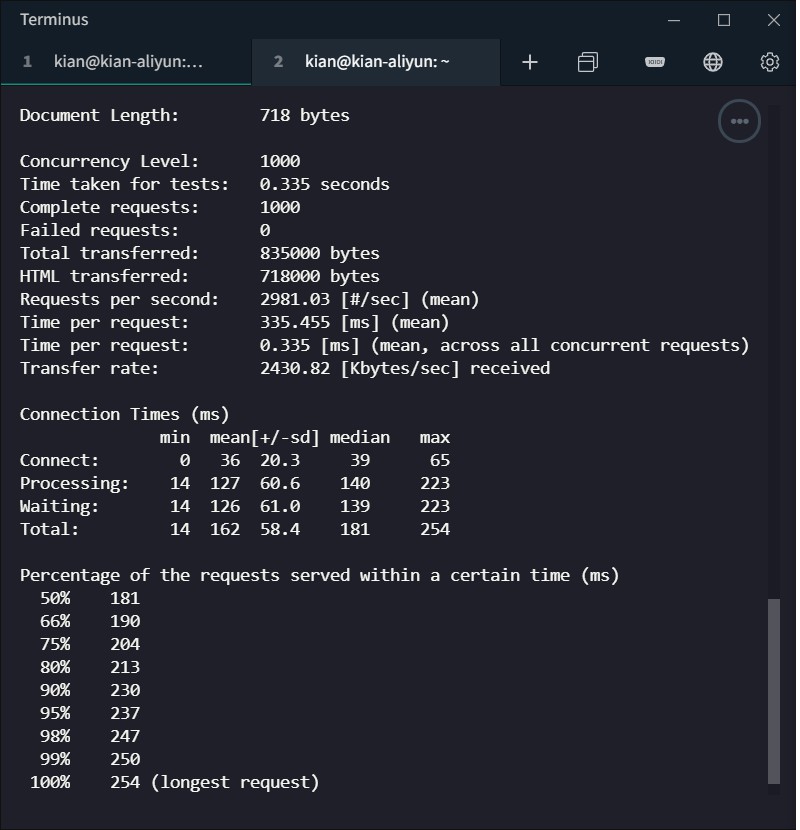 Terminus
1 kian@kian-aliyun:...
2 kian@kian-aliyun: ~
Document Length: 718 bytes
Concurrency Level: 1000
Time taken for tests: 0.335 seconds
Complete requests: 1000
Failed requests: 0
Total transferred: 835000 bytes
HTML transferred: 718000 bytes
Requests per second: 2981.03 [#/sec] (mean)
Time per request: 335.455 [ms] (mean)
Time per request: 0.335 [ms] (mean, across all concurrent requests)
Transfer rate: 2430.82 [Kbytes/sec] received
Connection Times (ms)
min mean[+/-sd] median max
Connect: 0 36 20.3 39 65
Processing: 14 127 60.6 140 223
Waiting: 14 126 61.0 139 223
Total: 14 162 58.4 181 254
Percentage of the requests served within a certain time (ms)
50% 181
66% 190
75% 204
80% 213
90% 230
95% 237
98% 247
99% 250
100% 254 (longest request)